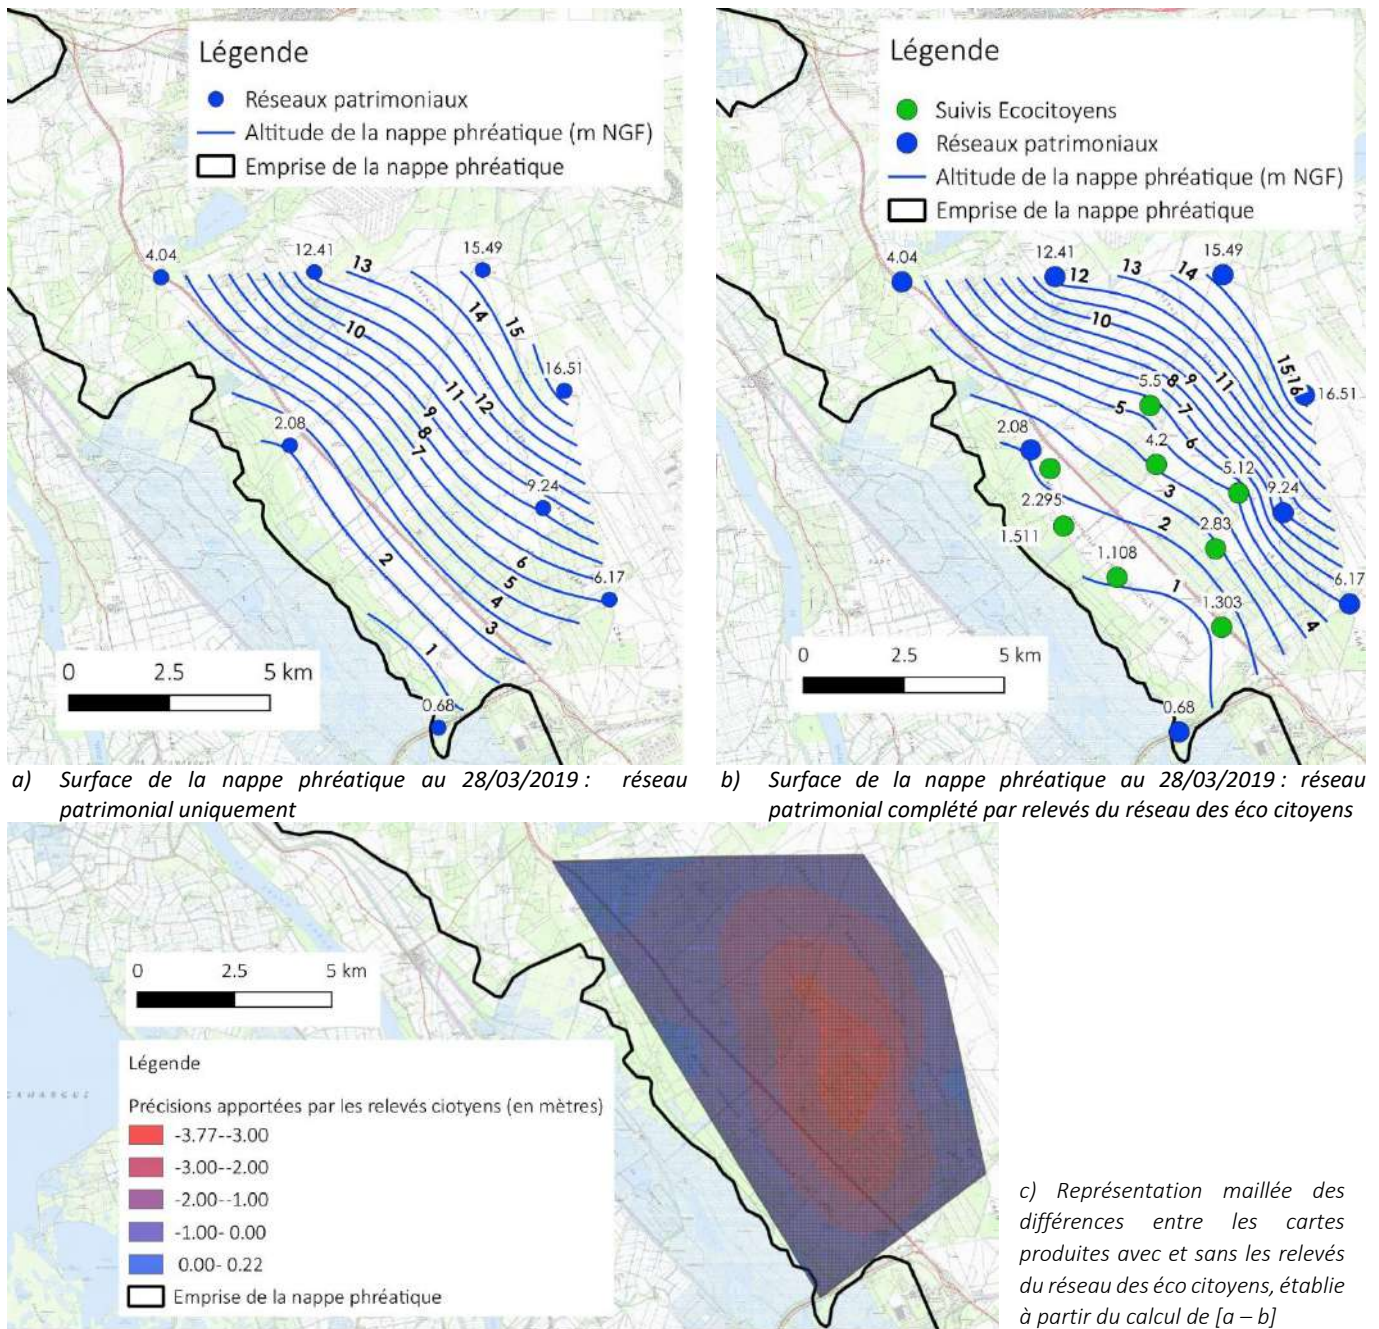 Légende
Réseaux patrimoniaux
Altitude de la nappe phréatique (m NGF)
Emprise de la nappe phréatique
4.04
12.41
13
15.49
14
15
10
16.51
11
12
9
8
7
2.08
9.24
2
6
5
6.17
4
3
1
0.68
0 2.5 5 km
a) Surface de la nappe phréatique au 28/03/2019 : réseau
patrimonial uniquement
Légende
Suivis Ecocitoyens
Réseaux patrimoniaux
Altitude de la nappe phréatique (m NGF)
Emprise de la nappe phréatique
4.04
12.41
12
13
14
15.49
10
11
15
16
16.51
5.5
8
9
7
5
2.08
4.2
6
5.12
9.24
3
2.295
2
2.83
1.511
1.108
1
1.303
6.17
4
0.68
0 2.5 5 km
b) Surface de la nappe phréatique au 28/03/2019 : réseau
patrimonial complété par relevés du réseau des éco citoyens
0 2.5 5 km
CAMARGUE
Légende
Précisions apportées par les relevés ciotyens (en mètres)
-3.77--3.00
-3.00--2.00
-2.00--1.00
-1.00- 0.00
0.00- 0.22
Emprise de la nappe phréatique
c) Représentation maillée des
différences entre les cartes
produites avec et sans les relevés
du réseau des éco citoyens, établie
à partir du calcul de [a – b]